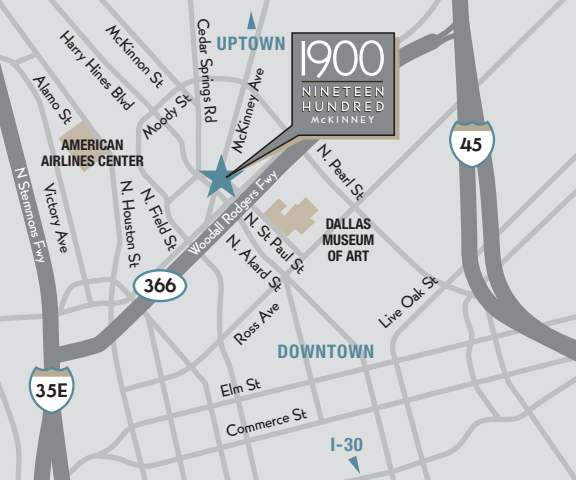 UPTOWN
1900
NINETEEN
HUNDRED
McKINNEY
Cedar Springs Rd
McKinney Ave
McKinnon St
Harry Hines Blvd
Moody St
Alamo St
AMERICAN
AIRLINES CENTER
45
N. Pearl St
N Stemmons Fwy
Victory Ave
N. Houston St
N. Field St
Woodall Rodgers Fwy
N. St Paul St
N. Akard St
DALLAS
MUSEUM
OF ART
366
Ross Ave
Live Oak St
DOWNTOWN
35E
Elm St
Commerce St
I-30